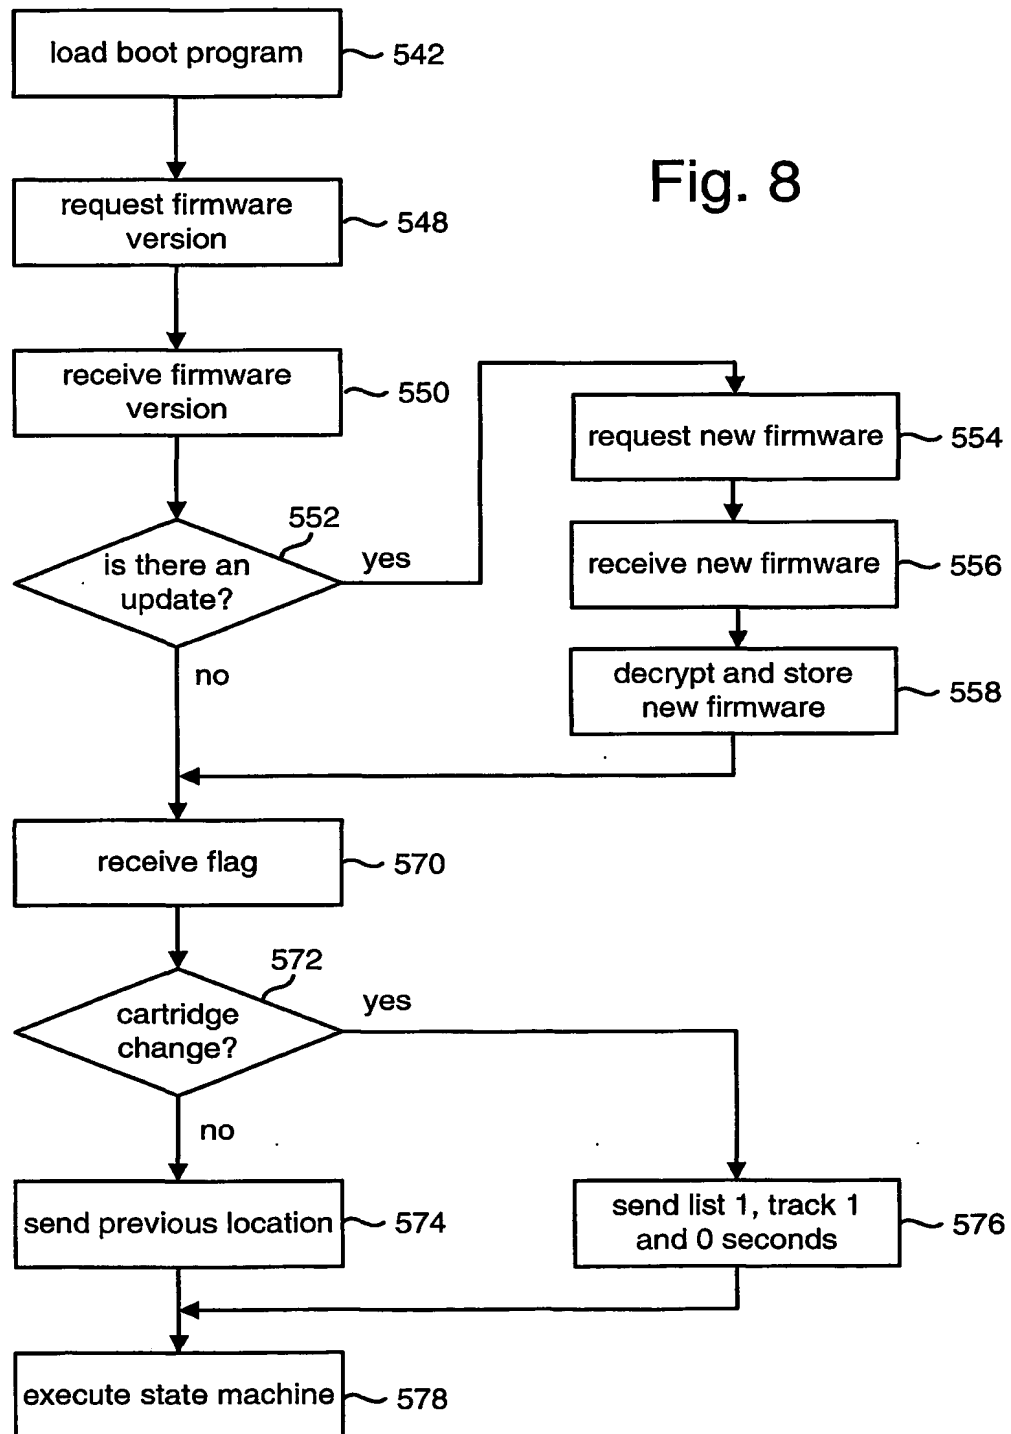 load boot program
542
Fig. 8
request firmware
version
548
receive firmware
version
550
request new firmware
554
552
is there an
update?
yes
receive new firmware
556
no
decrypt and store
new firmware
558
receive flag
570
572
cartridge
change?
yes
no
send previous location
574
send list 1, track 1
and 0 seconds
576
execute state machine
578